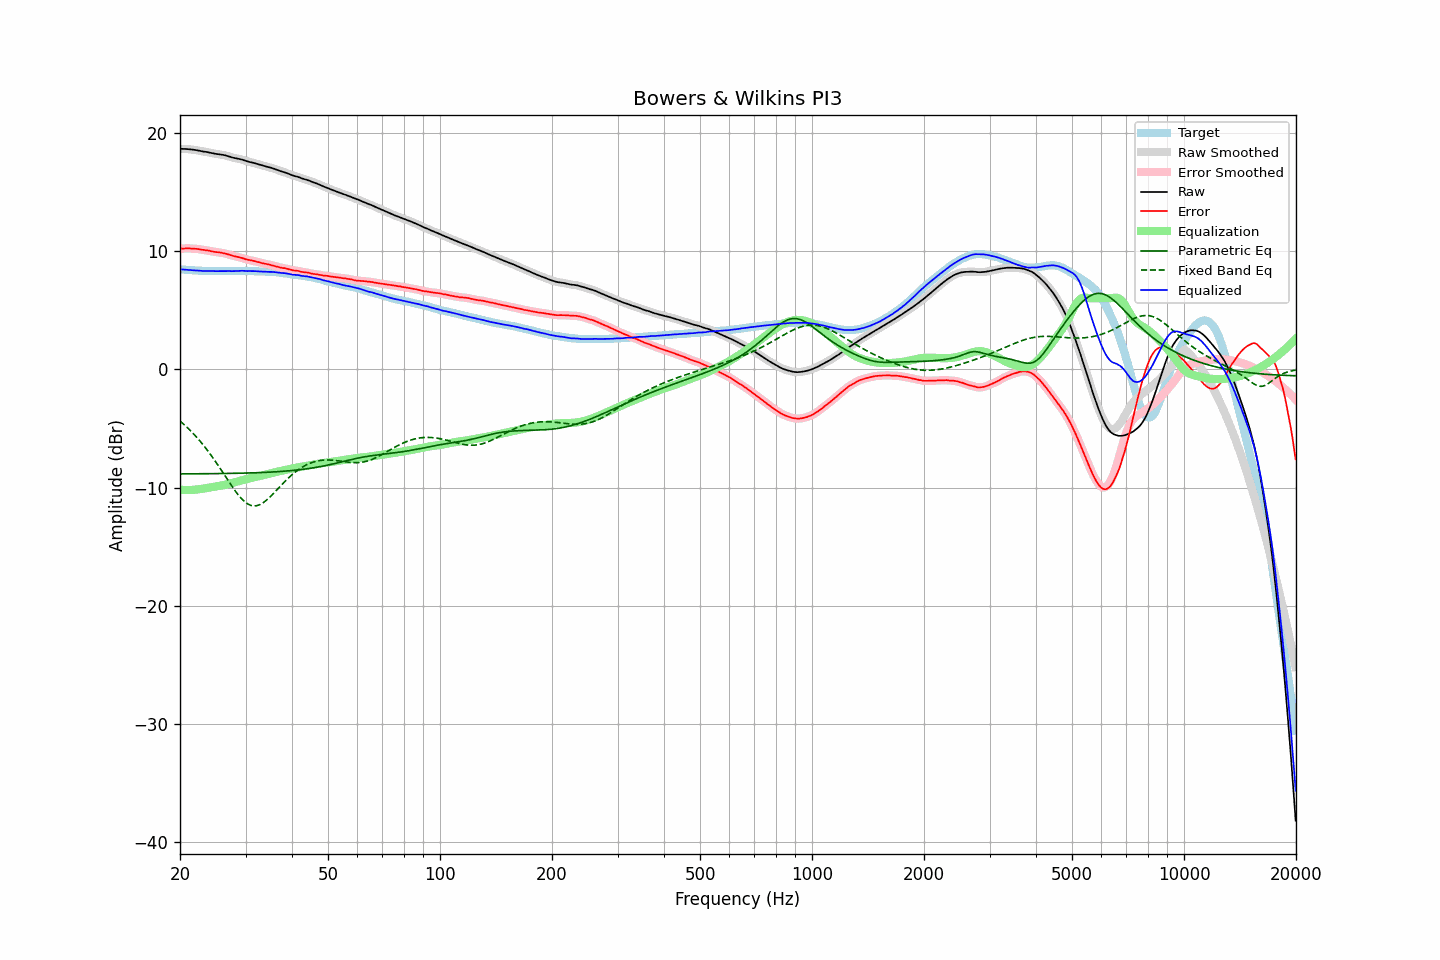 Bowers & Wilkins PI3
Target
Raw Smoothed
Error Smoothed
Raw
Error
Equalization
Parametric Eq
Fixed Band Eq
Equalized
20
10
0
−10
−20
−30
−40
Amplitude (dBr)
20
50
100
200
500
1000
2000
5000
10000
20000
Frequency (Hz)